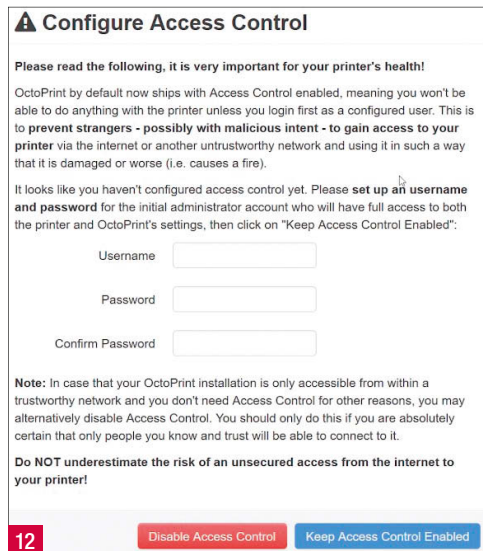 Configure Access Control
Please read the following, it is very important for your printer's health!
OctoPrint by default now ships with Access Control enabled, meaning you won't be
able to do anything with the printer unless you login first as a configured user. This is
to prevent strangers - possibly with malicious intent - to gain access to your
printer via the internet or another untrustworthy network and using it in such a way
that it is damaged or worse (i.e. causes a fire).
It looks like you haven't configured access control yet. Please set up an username
and password for the initial administrator account who will have full access to both
the printer and OctoPrint's settings, then click on "Keep Access Control Enabled":
Username
Password
Confirm Password
Note: In case that your OctoPrint installation is only accessible from within a
trustworthy network and you don't need Access Control for other reasons, you may
alternatively disable Access Control. You should only do this if you are absolutely
certain that only people you know and trust will be able to connect to it.
Do NOT underestimate the risk of an unsecured access from the internet to
your printer!
12
Disable Access Control
Keep Access Control Enabled